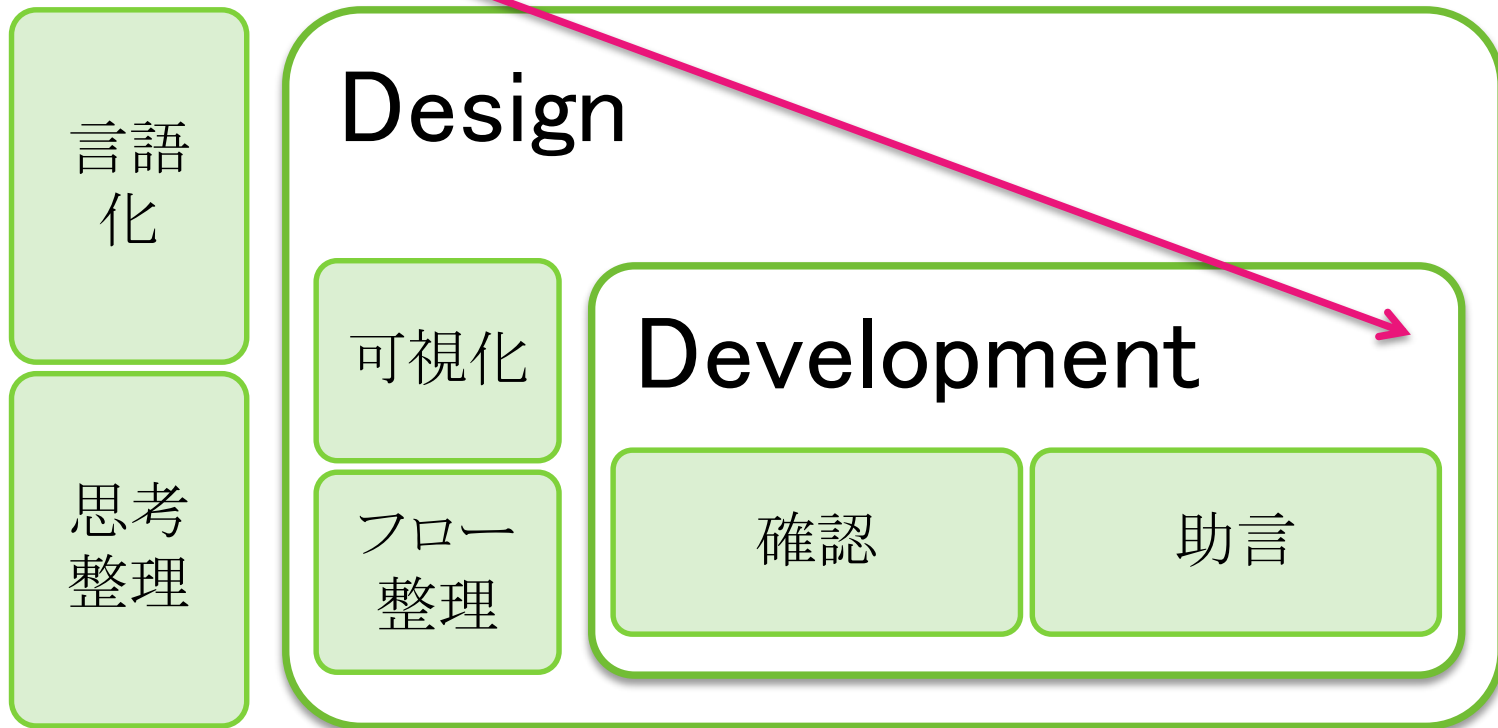 言語
化
思考
整理
Design
可視化
フロー
整理
Development
確認
助言